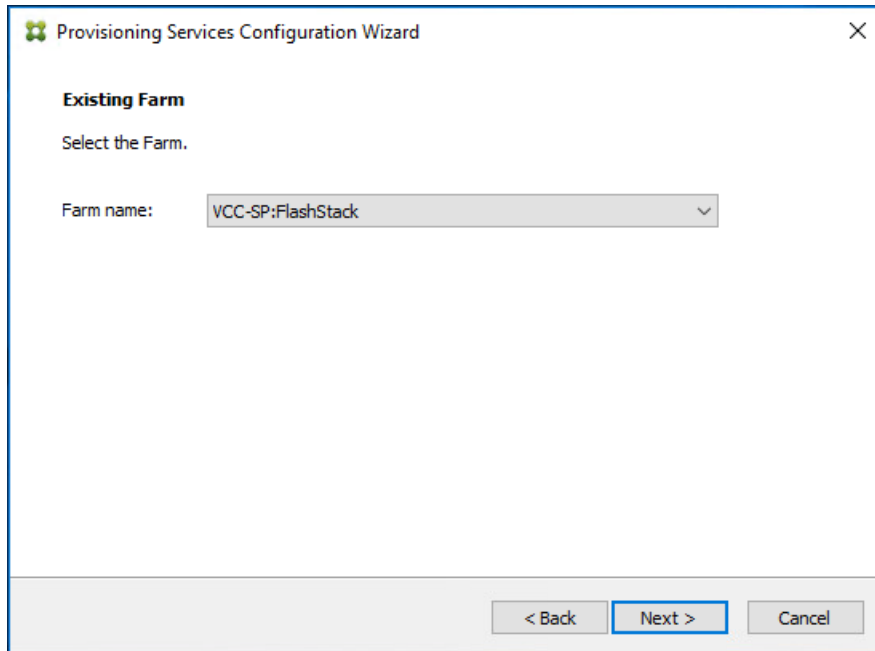 Provisioning Services Configuration Wizard
Existing Farm
Select the Farm.
Farm name: VCC-SP:FlashStack
< Back Next > Cancel